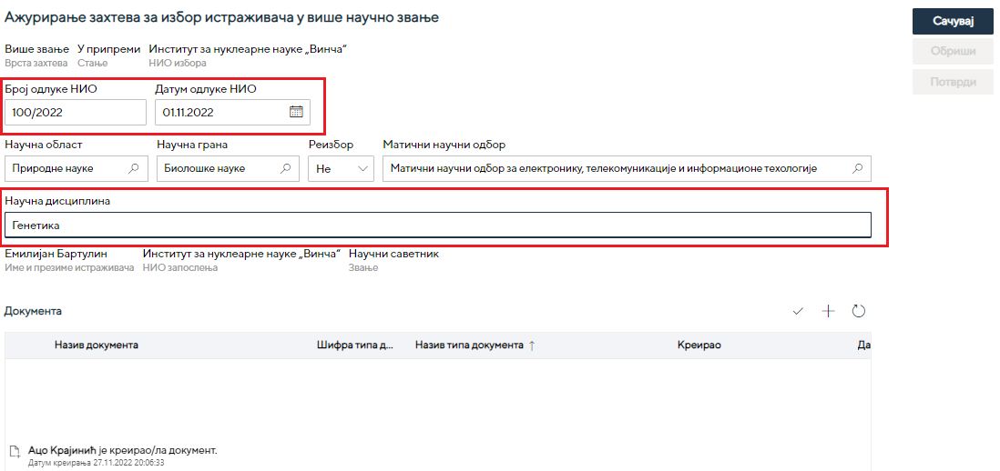 Ажурирање захтева за избор истраживача у више научно звање
Сачувај
Обриши
Потврди
Више звање У припреми Институт за нуклеарне науке „Винча“
Врста захтева Стање НИО избора
Број одлуке НИО Датум одлуке НИО
100/2022 01.11.2022
Научна област Научна грана Реизбор Матични научни одбор
Природне науке Биолошке науке Не Матични научни одбор за електронику, телекомуникације и информационе техологије
Научна дисциплина
Генетика
Емилијан Бартулин Институт за нуклеарне науке „Винча“ Научни саветник
Име и презиме истраживача НИО запослења Звање
Документа
Назив документа Шифра типа д... Назив типа документа ↑ Креирао Да
Ацо Крајинић је креирао/ла документ.
Датум креирања 27.11.2022 20:06:33